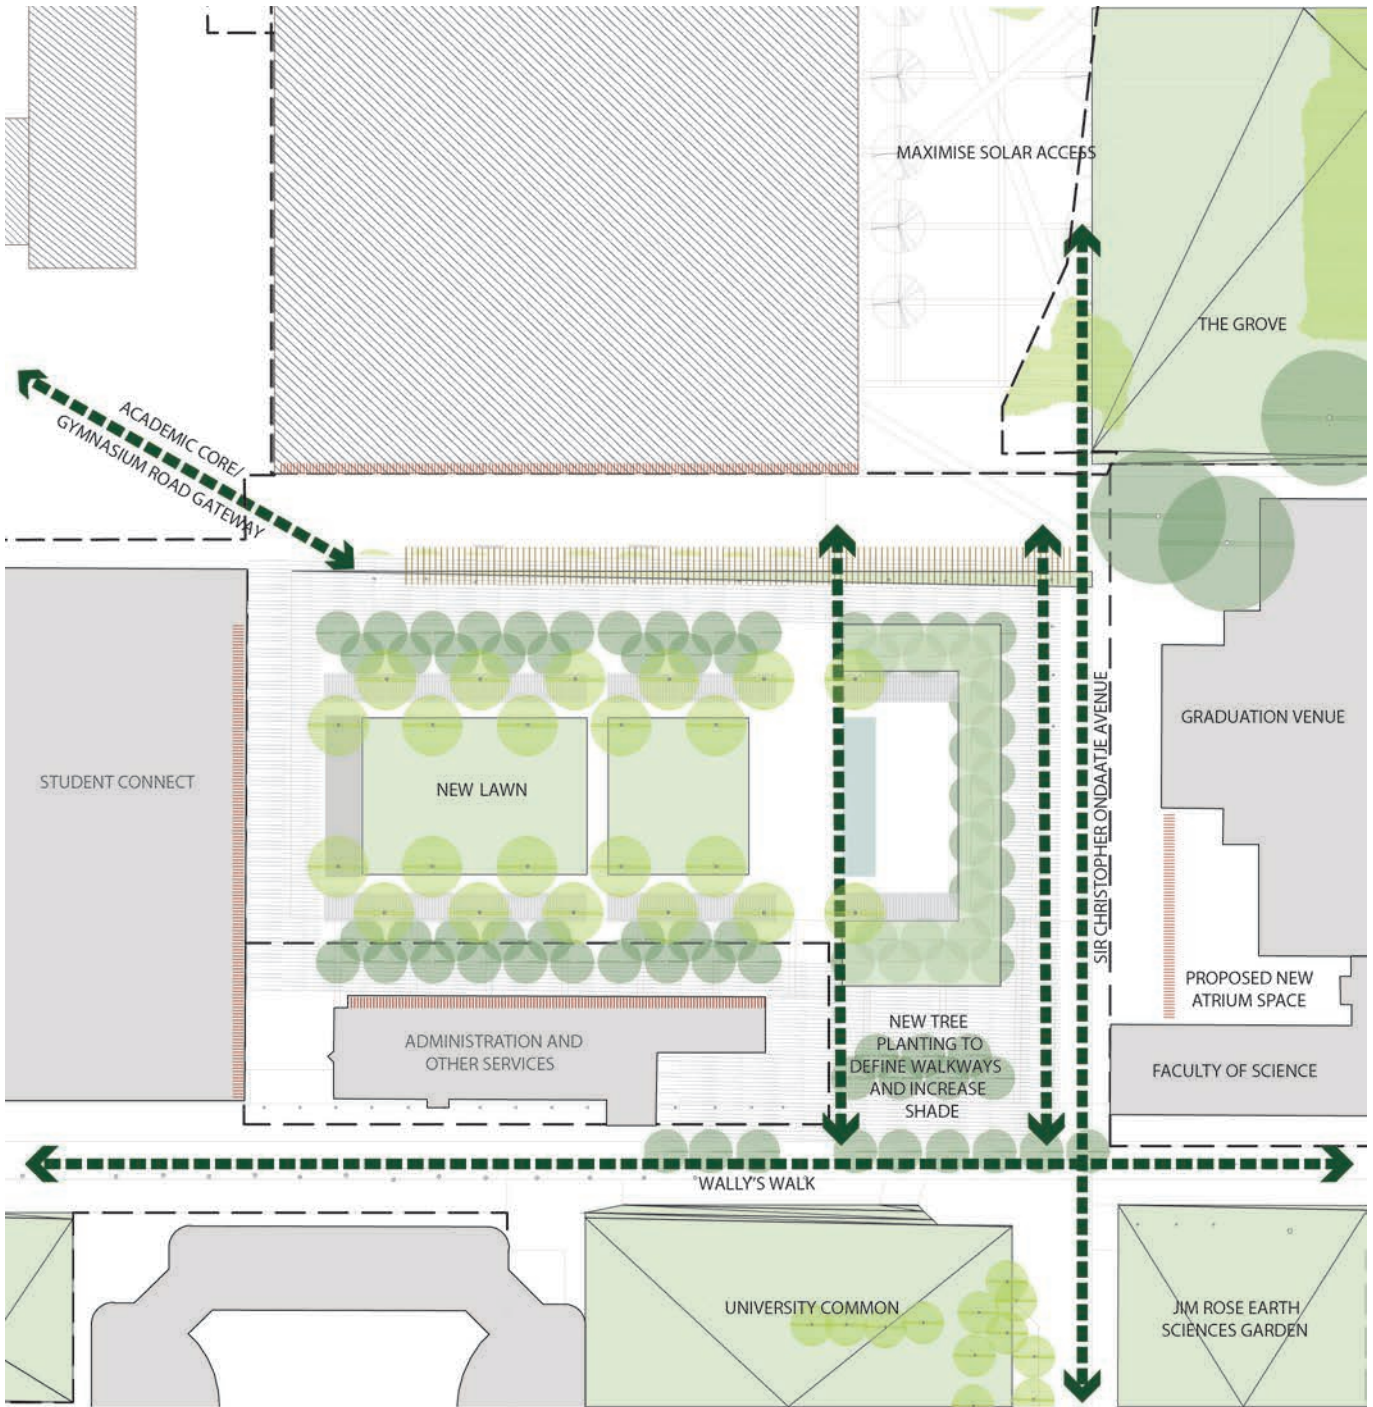 MAXIMISE SOLAR ACCESS
THE GROVE
ACADEMIC CORE/
GYMNASIUM ROAD GATEWAY
STUDENT CONNECT
NEW LAWN
GRADUATION VENUE
SIR CHRISTOPHER ONDAATJE AVENUE
PROPOSED NEW
ATRIUM SPACE
ADMINISTRATION AND
OTHER SERVICES
NEW TREE
PLANTING TO
DEFINE WALKWAYS
AND INCREASE
SHADE
FACULTY OF SCIENCE
WALLY'S WALK
UNIVERSITY COMMON
JIM ROSE EARTH
SCIENCES GARDEN